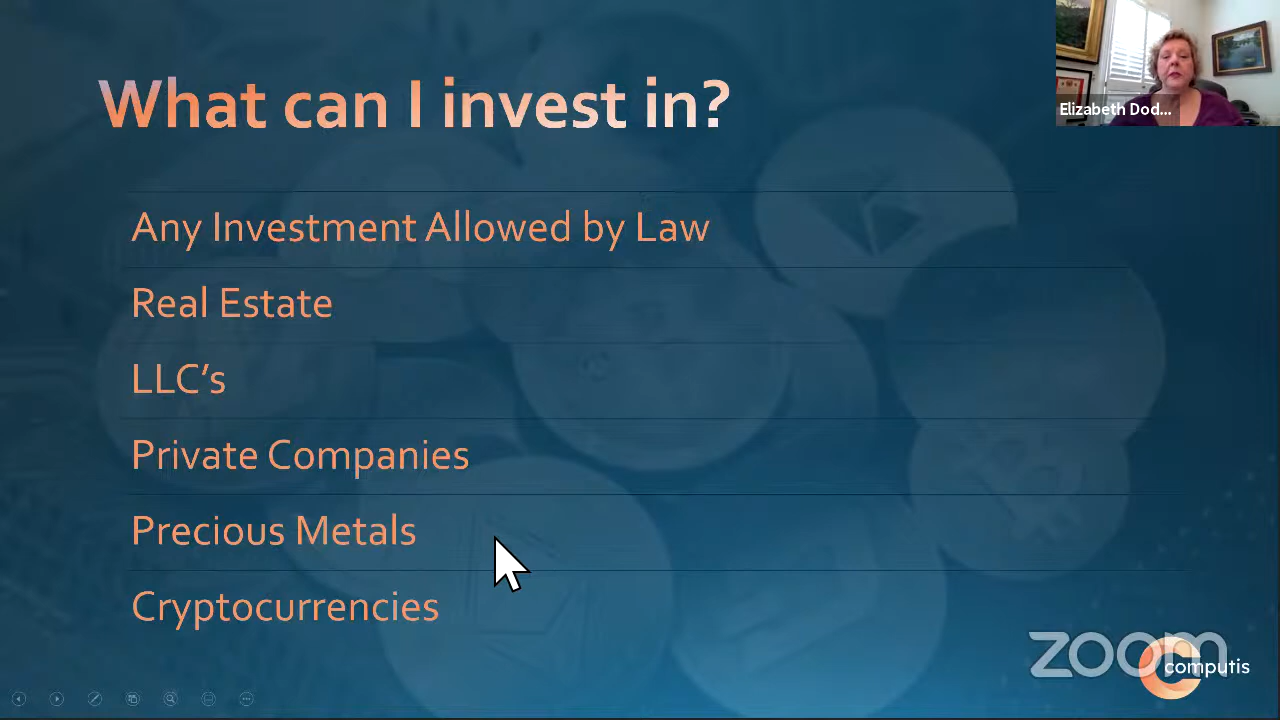 What can I invest in?
Elizabeth Dod...
Any Investment Allowed by Law
Real Estate
LLC's
Private Companies
Precious Metals
Cryptocurrencies
zoom
computis